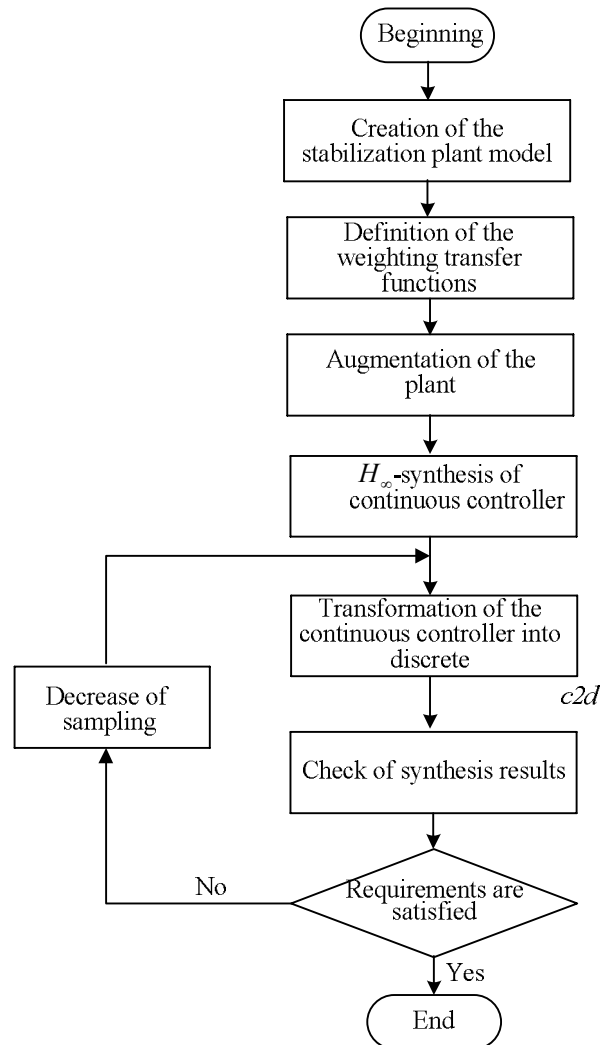 Beginning
Creation of the
stabilization plant model
Definition of the
weighting transfer
functions
Augmentation of the
plant
H∞-synthesis of
continuous controller
Transformation of the
continuous controller into
discrete
c2d
Decrease of
sampling
Check of synthesis results
No
Requirements are
satisfied
Yes
End